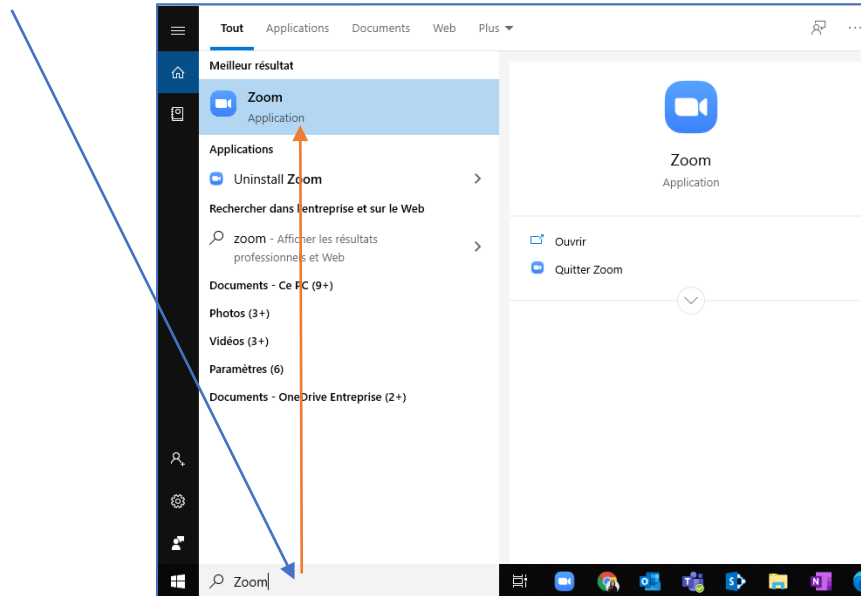 Tout Applications Documents Web Plus
Meilleur résultat
Zoom
Application
Applications
Uninstall Zoom
Rechercher dans l'entreprise et sur le Web
zoom - Afficher les résultats
professionnels et Web
Documents - Ce PC (9+)
Photos (3+)
Vidéos (3+)
Paramètres (6)
Documents - OneDrive Entreprise (2+)
Zoom
Application
Ouvrir
Quitter Zoom
Zoom